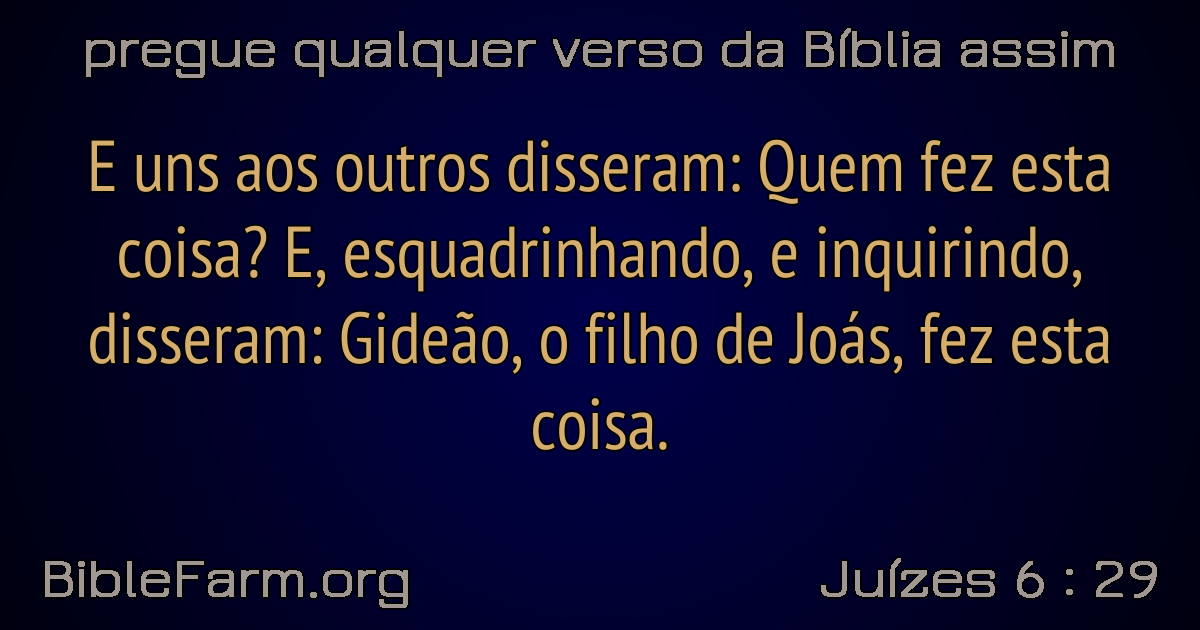 pregue qualquer verso da Bíblia assim
E uns aos outros disseram: Quem fez esta
coisa? E, esquadrinhando, e inquirindo,
disseram: Gideão, o filho de Joás, fez esta
coisa.
BibleFarm.org
Juízes 6 : 29